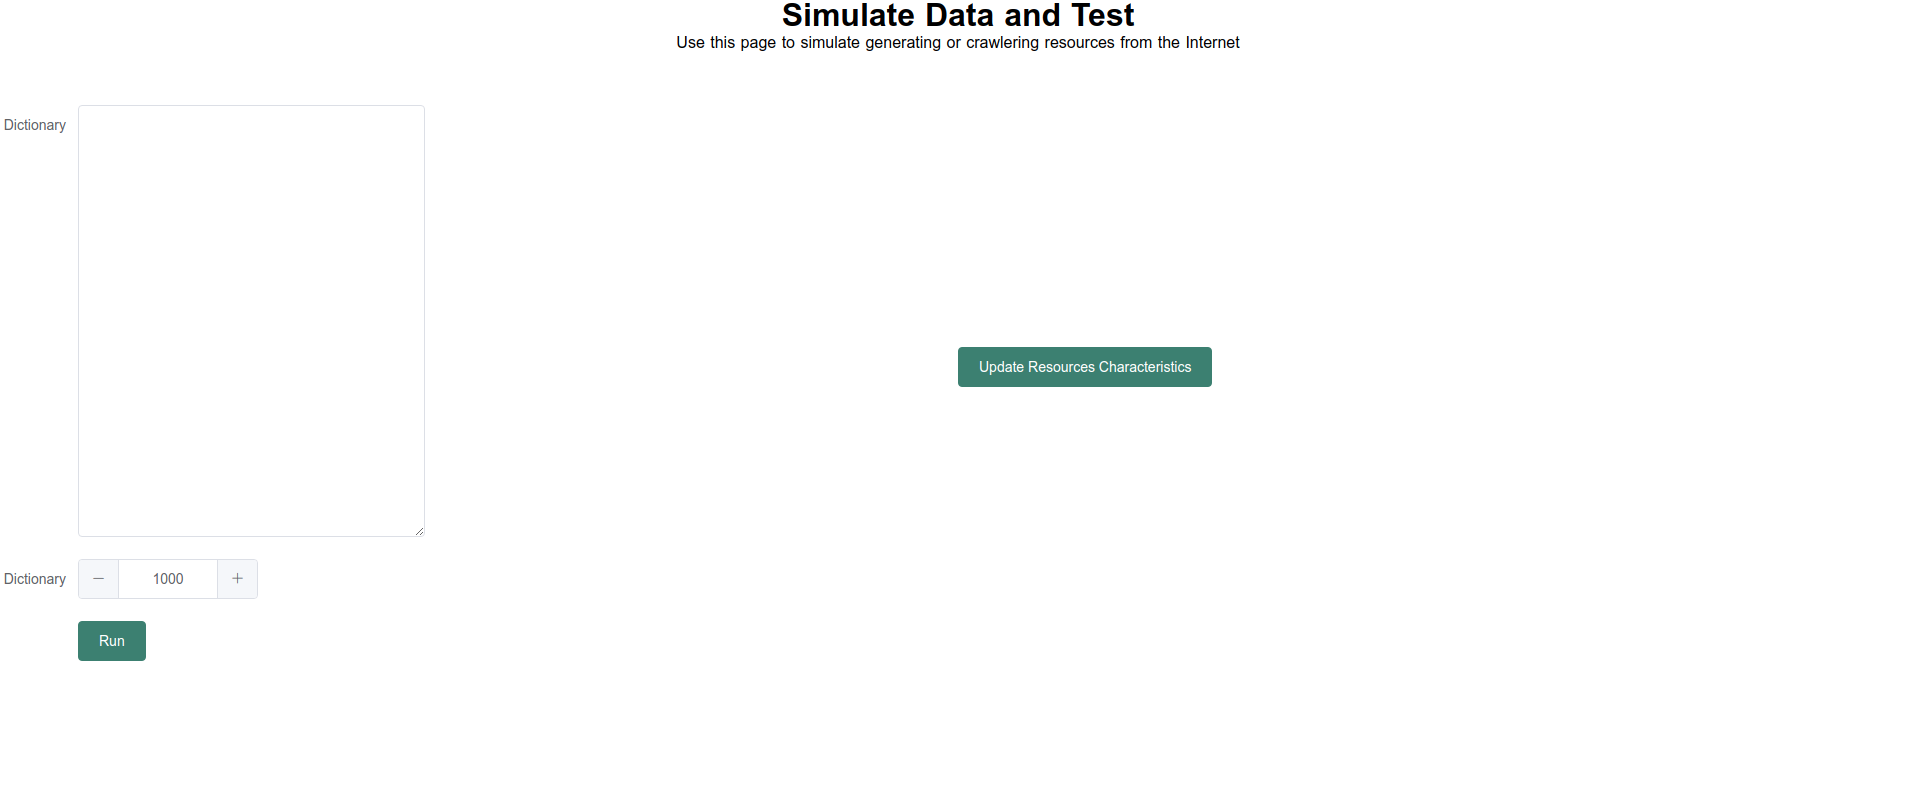 Simulate Data and Test
Use this page to simulate generating or crawlering resources from the Internet
Dictionary
Update Resources Characteristics
Dictionary
1000
Run